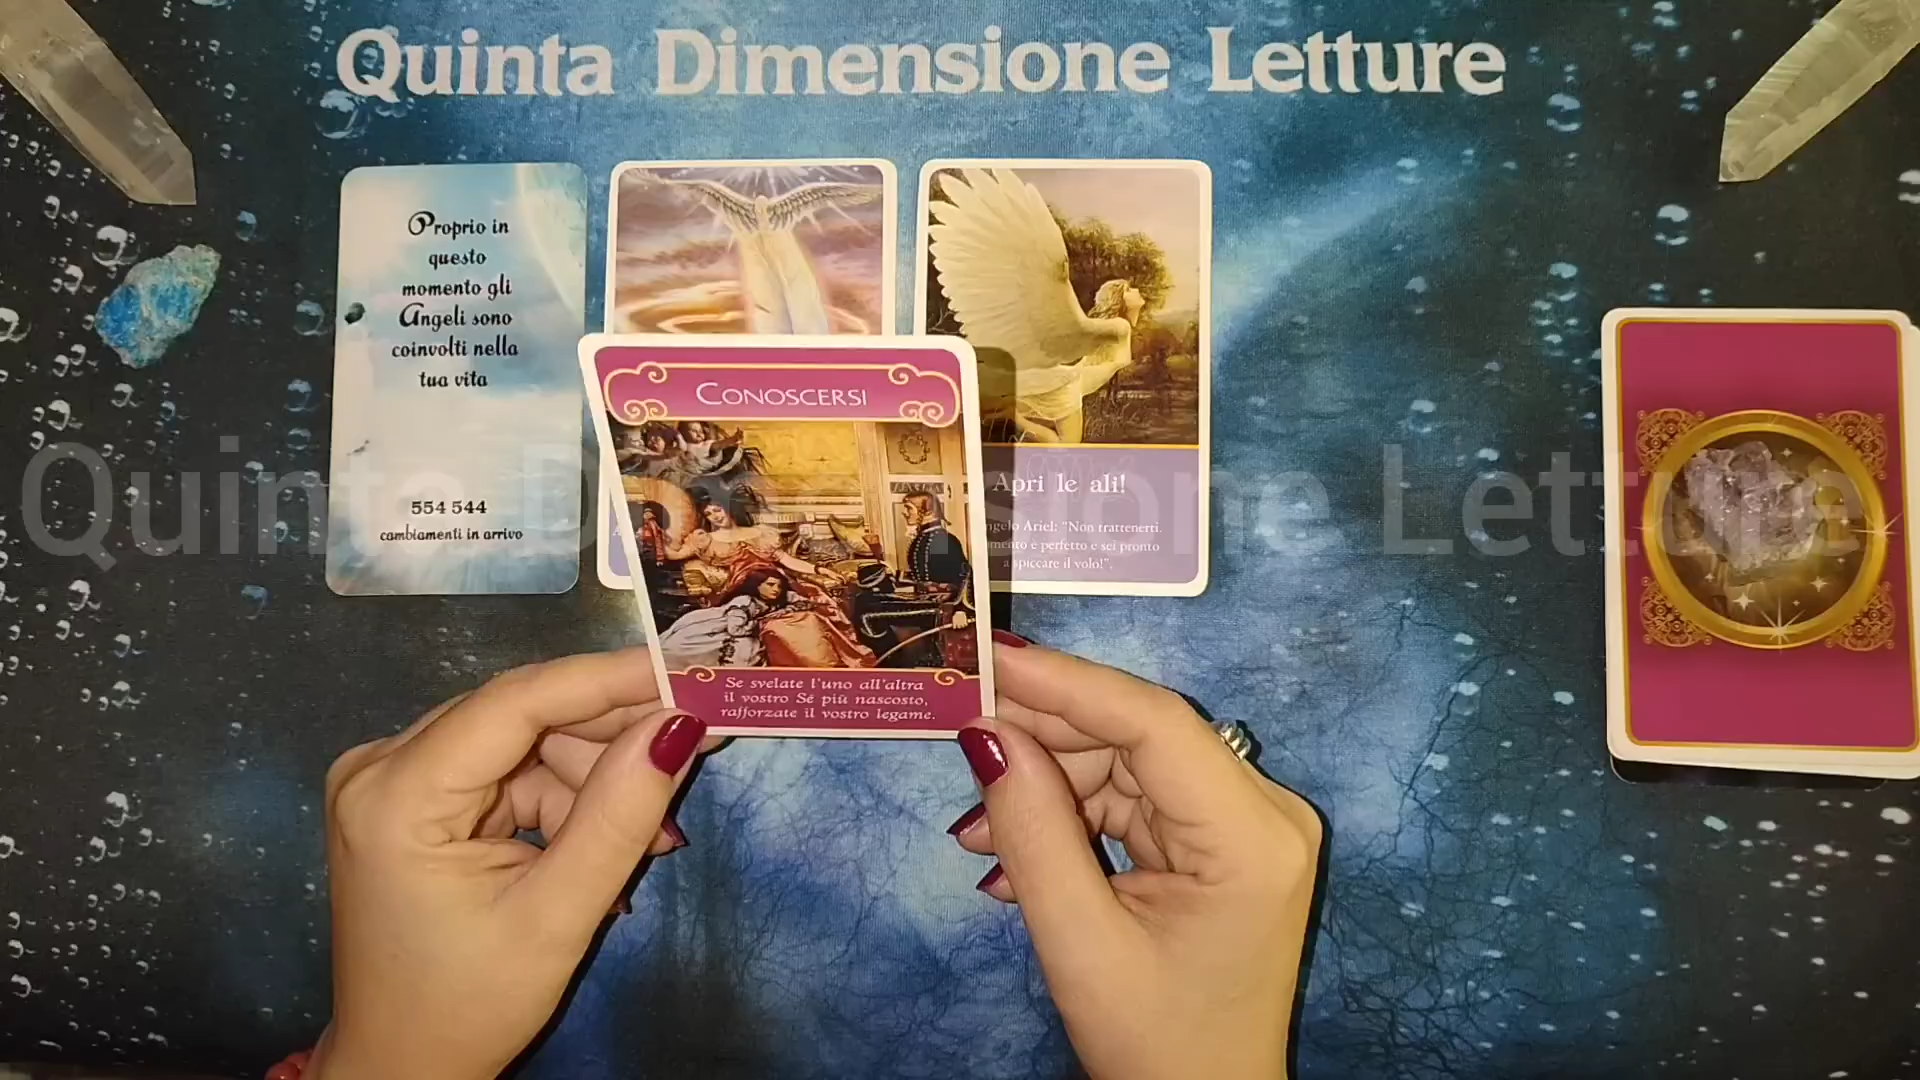 Quinta Dimensione Letture
Proprio in
questo
momento gli
Angeli sono
coinvolti nella
tua vita
554 544
cambiamenti in arrivo
CONOSCERSI
Se svelate l'uno all'altra
il vostro Sé più nascosto,
rafforzate il vostro legame.
Apri le ali!
Ariel: "Non trattenerti.
è perfetto e sei pronto
a spiccare il volo!".
Quinta Dimensione Letture